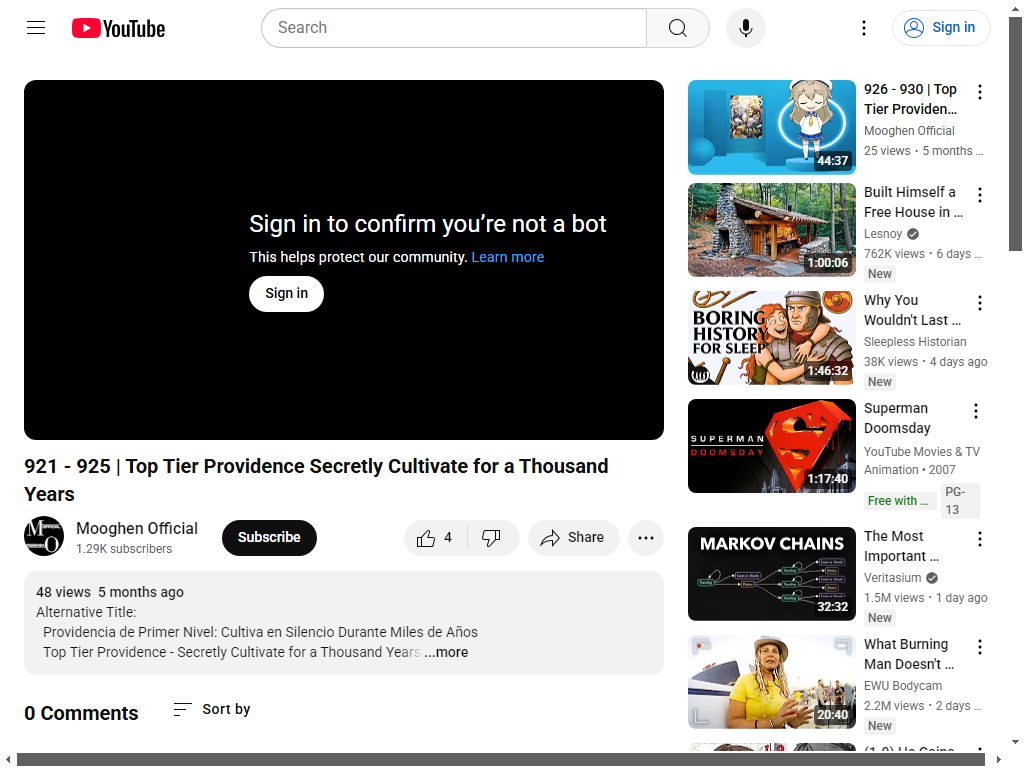 YouTube
Search
Sign in
Sign in to confirm you’re not a bot
This helps protect our community. Learn more
Sign in
921 - 925 | Top Tier Providence Secretly Cultivate for a Thousand
Years
Mooghen Official
1.29K subscribers
Subscribe
4
Share
48 views 5 months ago
Alternative Title:
Providencia de Primer Nivel: Cultiva en Silencio Durante Miles de Años
Top Tier Providence - Secretly Cultivate for a Thousand Years ...more
0 Comments
Sort by
44:37
926 - 930 | Top
Tier Providen…
Mooghen Official
25 views • 5 months …
1:00:06
Built Himself a
Free House in …
Lesnoy
762K views • 6 days …
New
BORING
HISTORY
FOR SLEEP
1:46:32
Why You
Wouldn't Last …
Sleepless Historian
38K views • 4 days ago
New
SUPERMAN
DOOMSDAY
1:17:40
Superman
Doomsday
YouTube Movies & TV
Animation • 2007
Free with …
PG-
13
MARKOV CHAINS
32:32
The Most
Important …
Veritasium
1.5M views • 1 day ago
New
20:40
What Burning
Man Doesn't …
EWU Bodycam
2.2M views • 2 days …
New